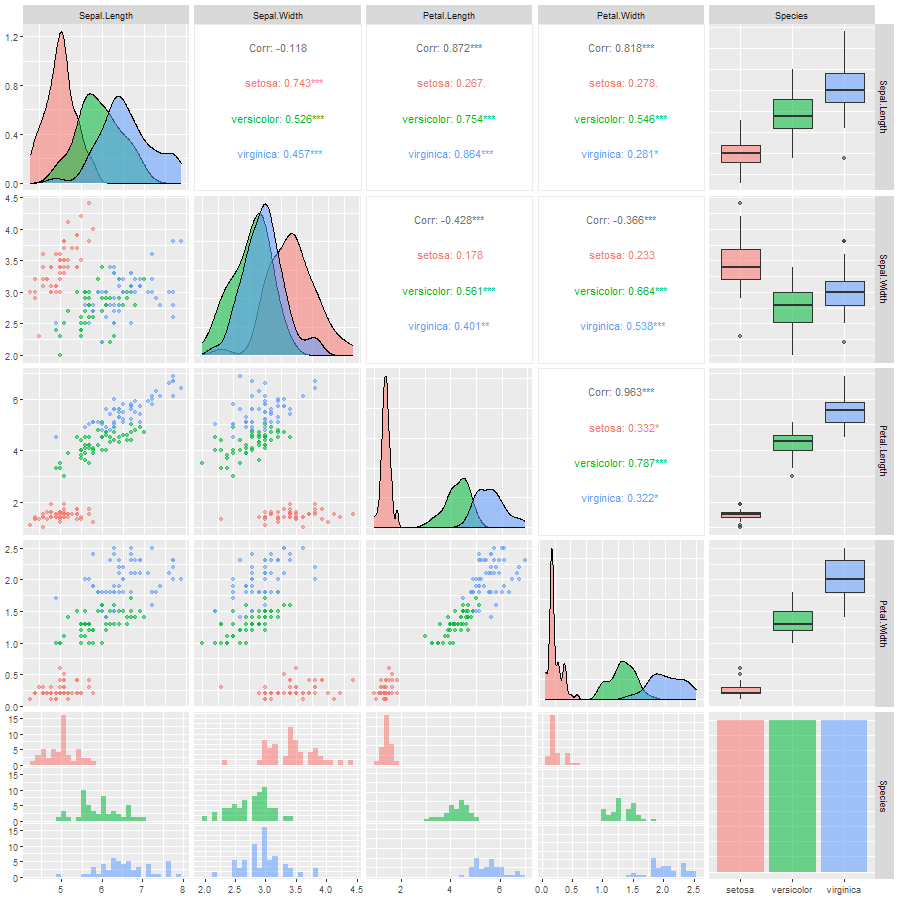 Sepal.Length Sepal.Width Petal.Length Petal.Width Species
1.2
0.8
0.4
0.0
Corr: -0.118
setosa: 0.743***
versicolor: 0.526***
virginica: 0.457***
Corr: 0.872***
setosa: 0.267.
versicolor: 0.754***
virginica: 0.864***
Corr: 0.818***
setosa: 0.278.
versicolor: 0.546***
virginica: 0.281*
Sepal.Length
4.5
4.0
3.5
3.0
2.5
2.0
Corr: -0.428***
setosa: 0.178
versicolor: 0.561***
virginica: 0.401**
Corr: -0.366***
setosa: 0.233
versicolor: 0.664***
virginica: 0.538***
Sepal.Width
6
4
2
Corr: 0.963***
setosa: 0.332*
versicolor: 0.787***
virginica: 0.322*
Petal.Length
2.5
2.0
1.5
1.0
0.5
0.0
Petal.Width
15
10
5
0
15
10
5
0
15
10
5
0
Species
5 6 7 8 2.0 2.5 3.0 3.5 4.0 4.5 2 4 6 0.0 0.5 1.0 1.5 2.0 2.5 setosa versicolor virginica